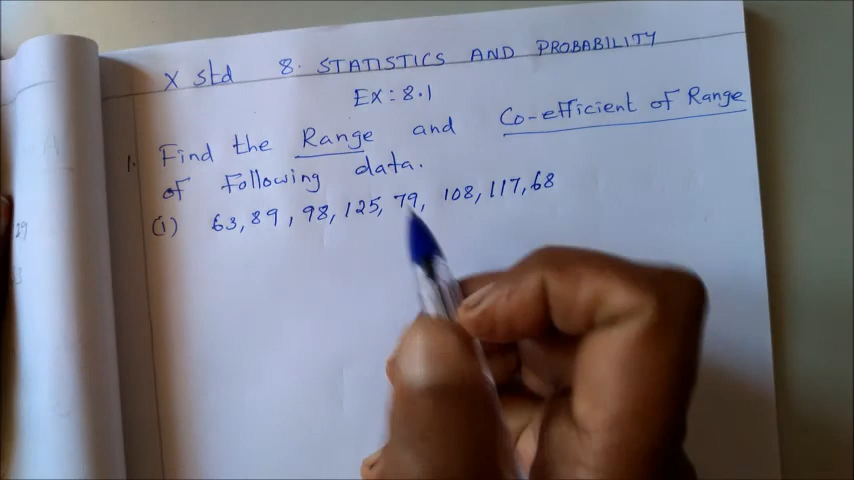 X Std 8. STATISTICS AND PROBABILITY
EX: 8.1
1. Find the Range and Co-efficient of Range
of Following data.
(i) 63, 89, 98, 125, 79, 108, 117, 68
29